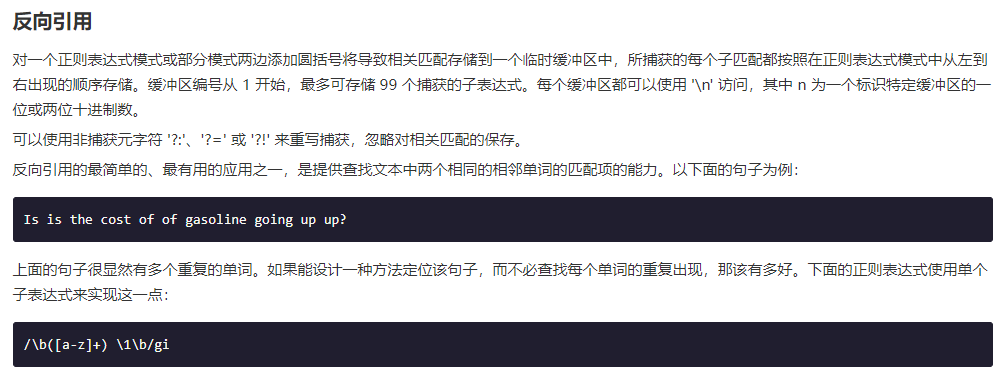 反向引用
对一个正则表达式模式或部分模式两边添加圆括号将导致相关匹配存储到一个临时缓冲区中，所捕获的每个子匹配都按照在正则表达式模式中从左到
右出现的顺序存储。缓冲区编号从 1 开始，最多可存储 99 个捕获的子表达式。每个缓冲区都可以使用 '\n' 访问，其中 n 为一个标识特定缓冲区的一
位或两位十进制数。
可以使用非捕获元字符 '?:'、'?=' 或 '?!' 来重写捕获，忽略对相关匹配的保存。
反向引用的最简单的、最有用的应用之一，是提供查找文本中两个相同的相邻单词的匹配项的能力。以下面的句子为例：
Is is the cost of of gasoline going up up?
上面的句子很显然有多个重复的单词。如果能设计一种方法定位该句子，而不必查找每个单词的重复出现，那该有多好。下面的正则表达式使用单个
子表达式来实现这一点：
/\b([a-z]+) \1\b/gi